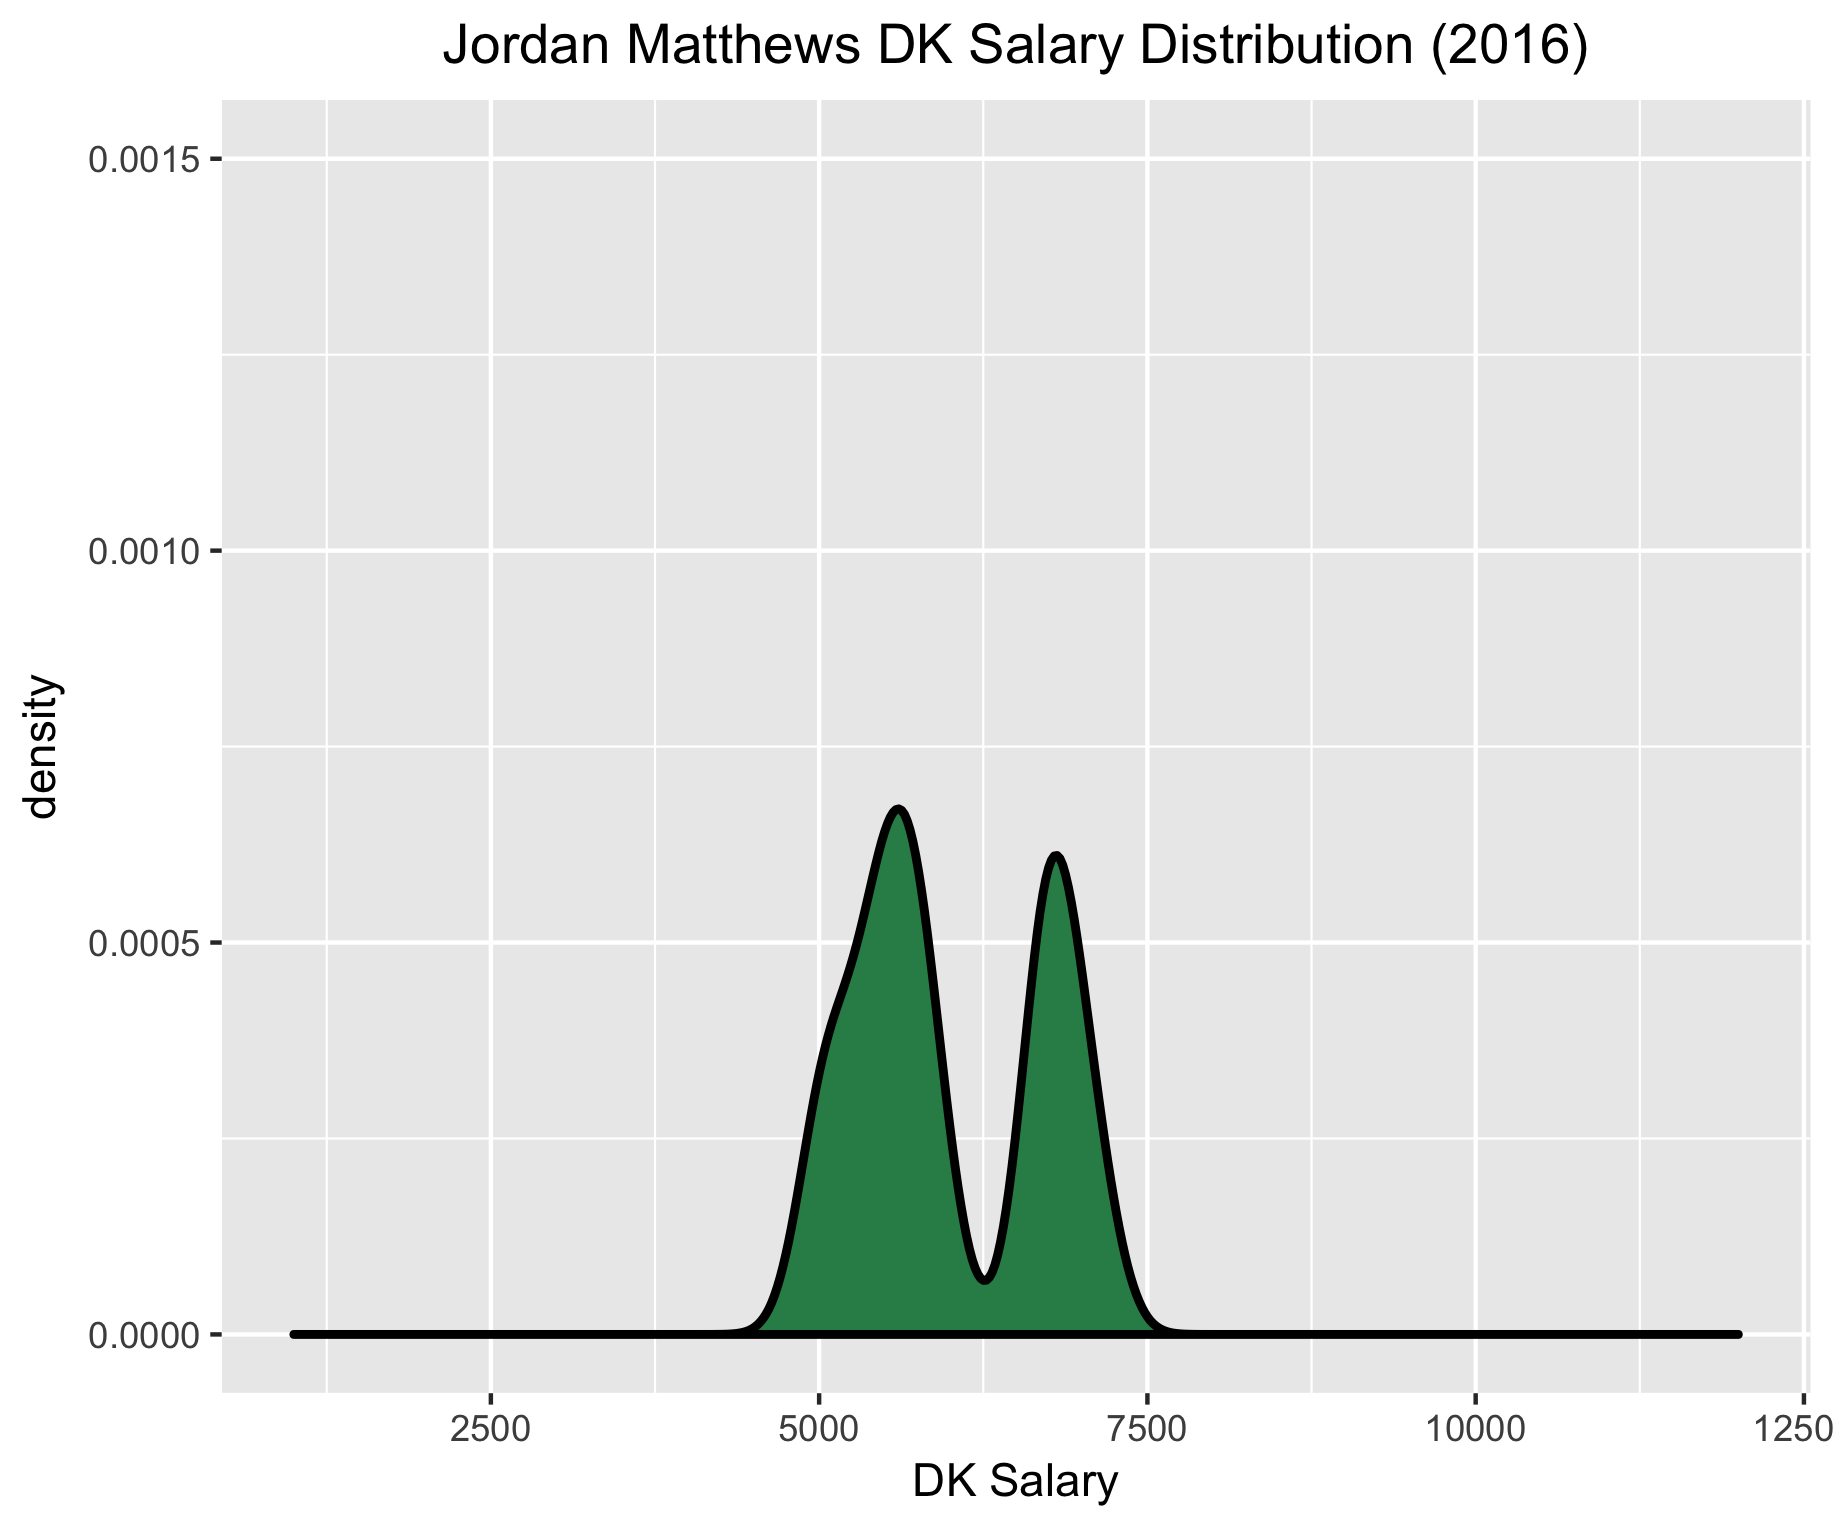 Jordan Matthews DK Salary Distribution (2016)
0.0015
0.0010
0.0005
0.0000
density
2500 5000 7500 10000 1250
DK Salary